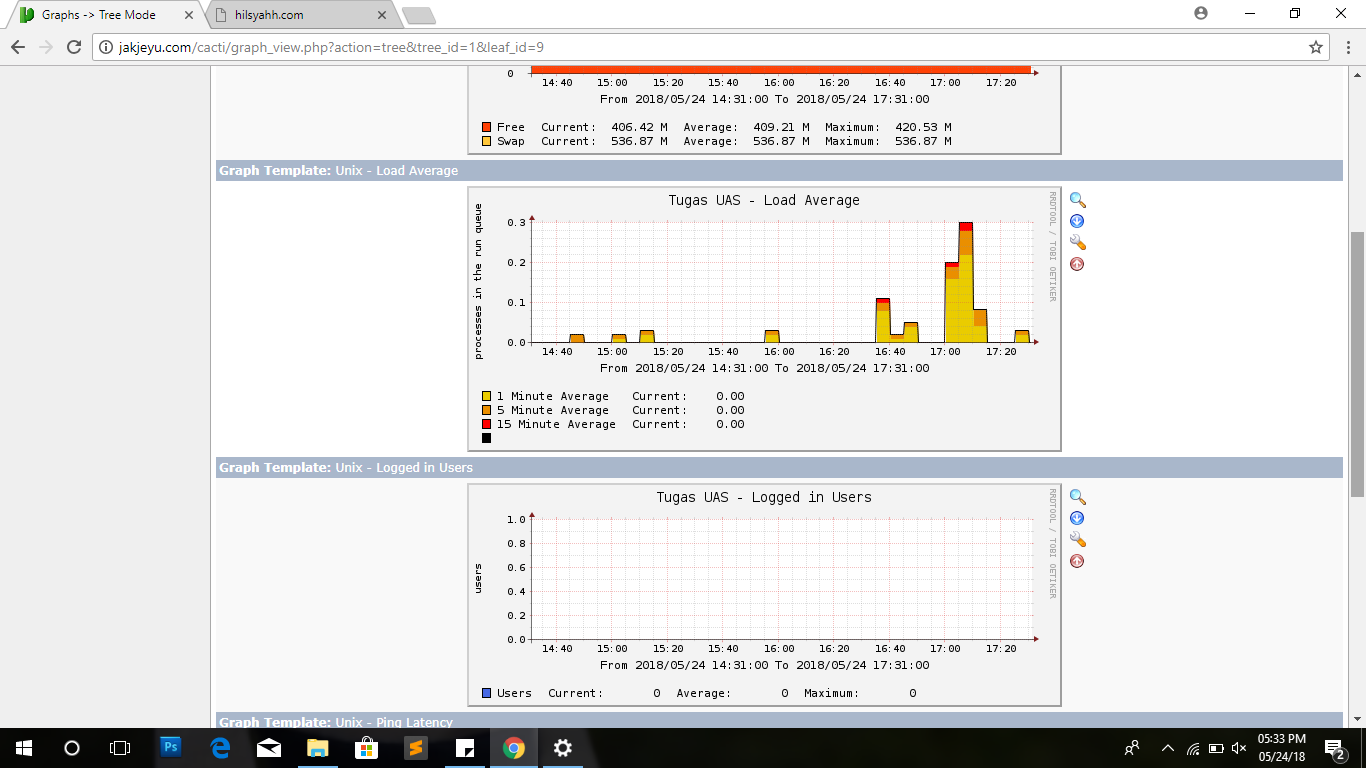 Graphs -> Tree Mode
hilsyahh.com
jakjeyu.com/cacti/graph_view.php?action=tree&tree_id=1&leaf_id=9
0
14:40 15:00 15:20 15:40 16:00 16:20 16:40 17:00 17:20
From 2018/05/24 14:31:00 To 2018/05/24 17:31:00
Free Current: 406.42 M Average: 409.21 M Maximum: 420.53 M
Swap Current: 536.87 M Average: 536.87 M Maximum: 536.87 M
Graph Template: Unix - Load Average
Tugas UAS - Load Average
RRDTOOL / TOBI OETIKER
processes in the run queue
0.3
0.2
0.1
0.0
14:40 15:00 15:20 15:40 16:00 16:20 16:40 17:00 17:20
From 2018/05/24 14:31:00 To 2018/05/24 17:31:00
1 Minute Average Current: 0.00
5 Minute Average Current: 0.00
15 Minute Average Current: 0.00
Graph Template: Unix - Logged in Users
Tugas UAS - Logged in Users
RRDTOOL / TOBI OETIKER
users
1.0
0.8
0.6
0.4
0.2
0.0
14:40 15:00 15:20 15:40 16:00 16:20 16:40 17:00 17:20
From 2018/05/24 14:31:00 To 2018/05/24 17:31:00
Users Current: 0 Average: 0 Maximum: 0
Graph Template: Unix - Ping Latency
Ps
05:33 PM
05/24/18
2